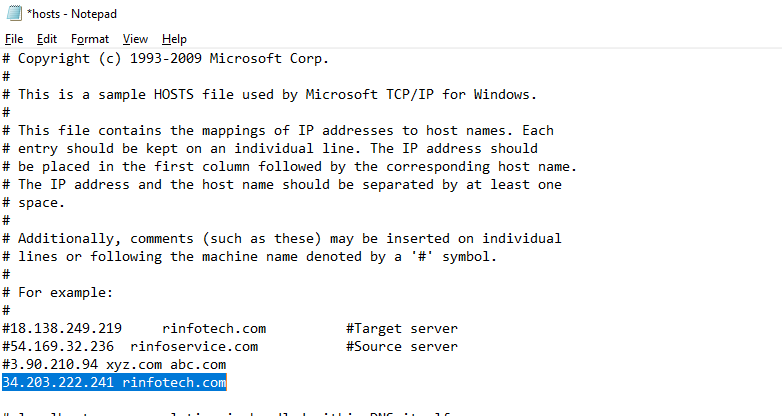 *hosts - Notepad
File Edit Format View Help
# Copyright (c) 1993-2009 Microsoft Corp.
#
# This is a sample HOSTS file used by Microsoft TCP/IP for Windows.
#
# This file contains the mappings of IP addresses to host names. Each
# entry should be kept on an individual line. The IP address should
# be placed in the first column followed by the corresponding host name.
# The IP address and the host name should be separated by at least one
# space.
#
# Additionally, comments (such as these) may be inserted on individual
# lines or following the machine name denoted by a '#' symbol.
#
# For example:
#
#18.138.249.219     rinfotech.com          #Target server
#54.169.32.236  rinfoservice.com           #Source server
#3.90.210.94 xyz.com abc.com
34.203.222.241 rinfotech.com